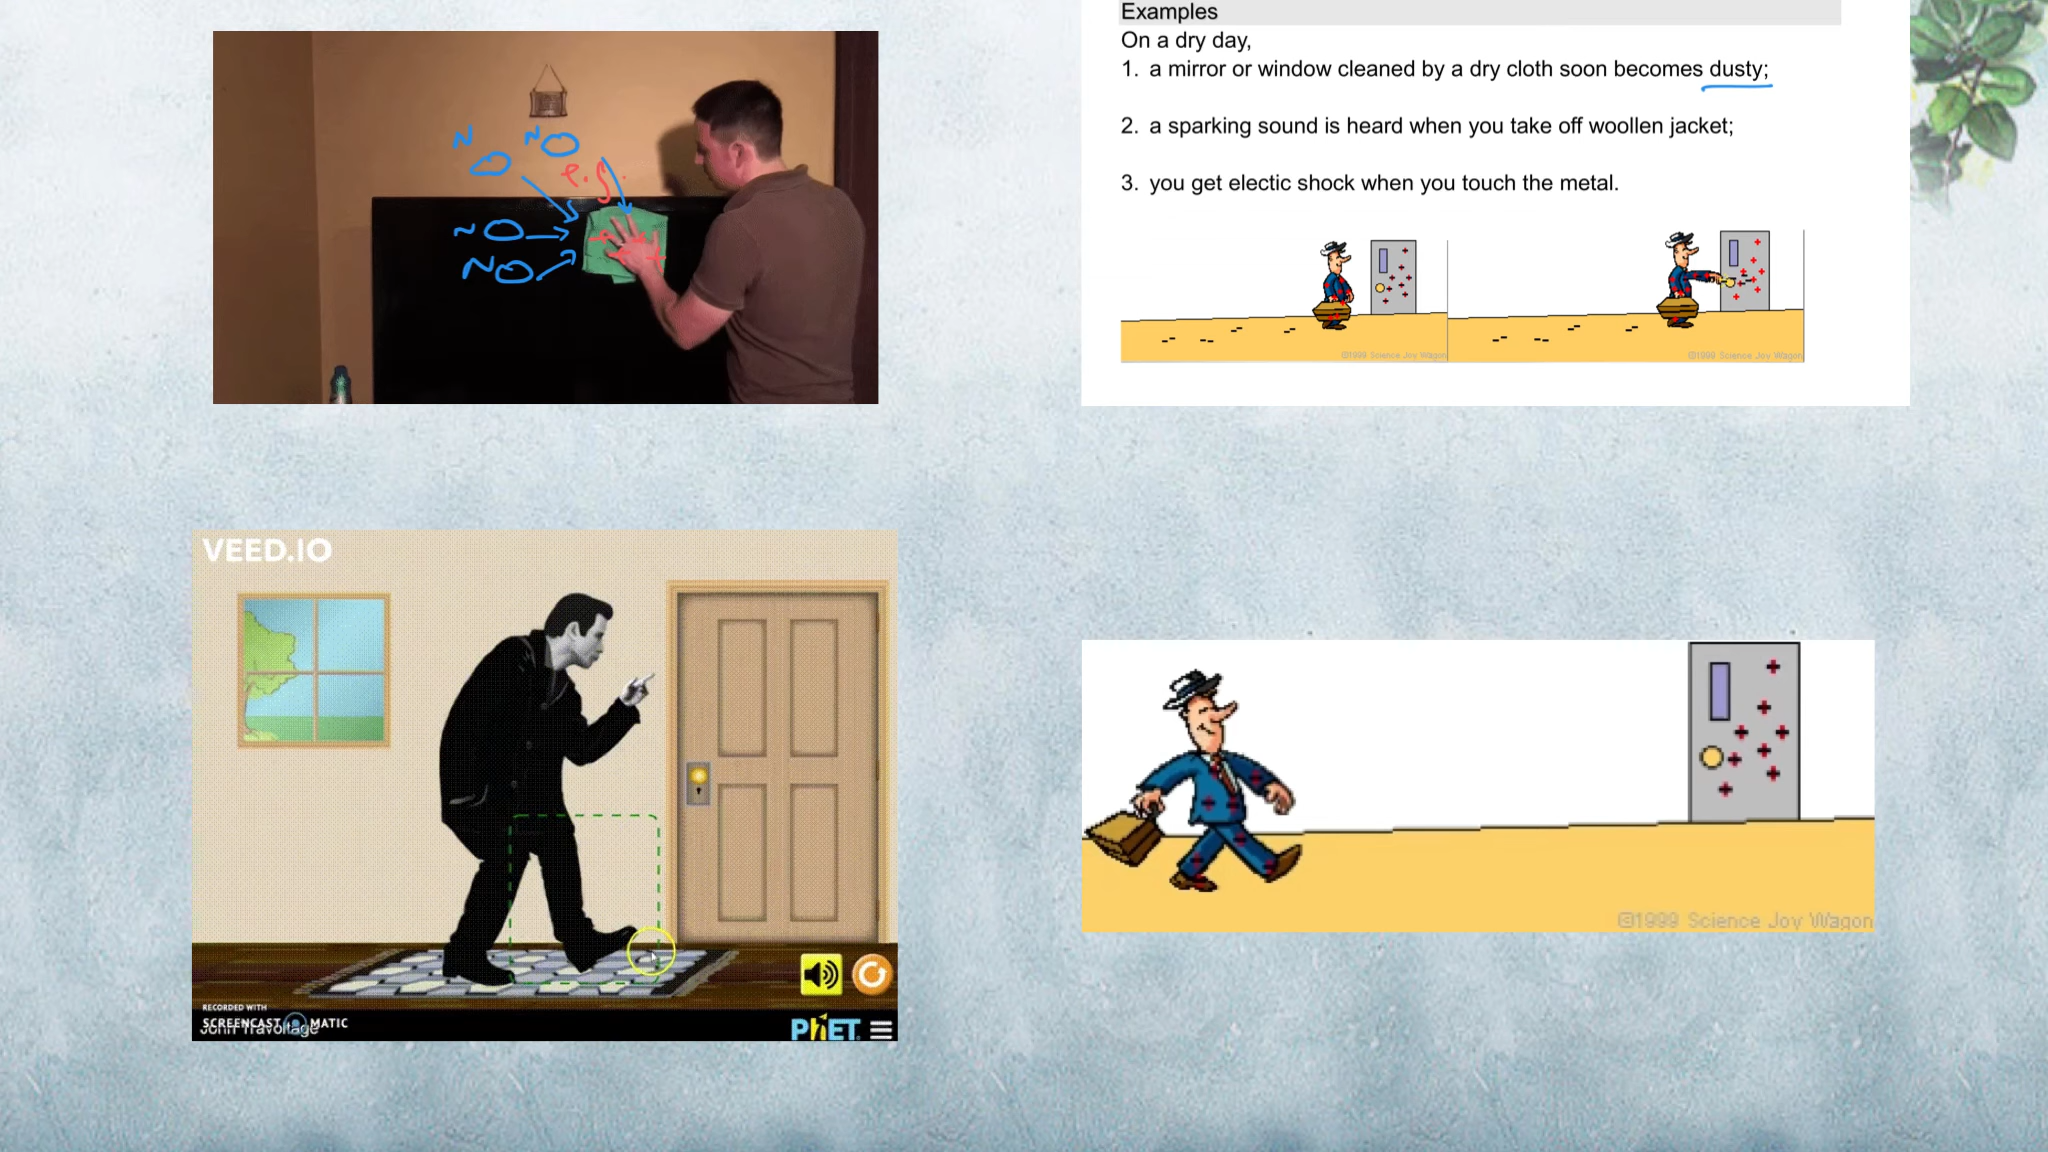 N
N
e.g.
N
N
Examples
On a dry day,
1. a mirror or window cleaned by a dry cloth soon becomes dusty;
2. a sparking sound is heard when you take off woollen jacket;
3. you get electic shock when you touch the metal.
©1999 Science Joy Wagon
©1999 Science Joy Wagon
VEED.IO
RECORDED WITH
SCREENCAST MATIC
John Travoltage
PhET
©1999 Science Joy Wagon